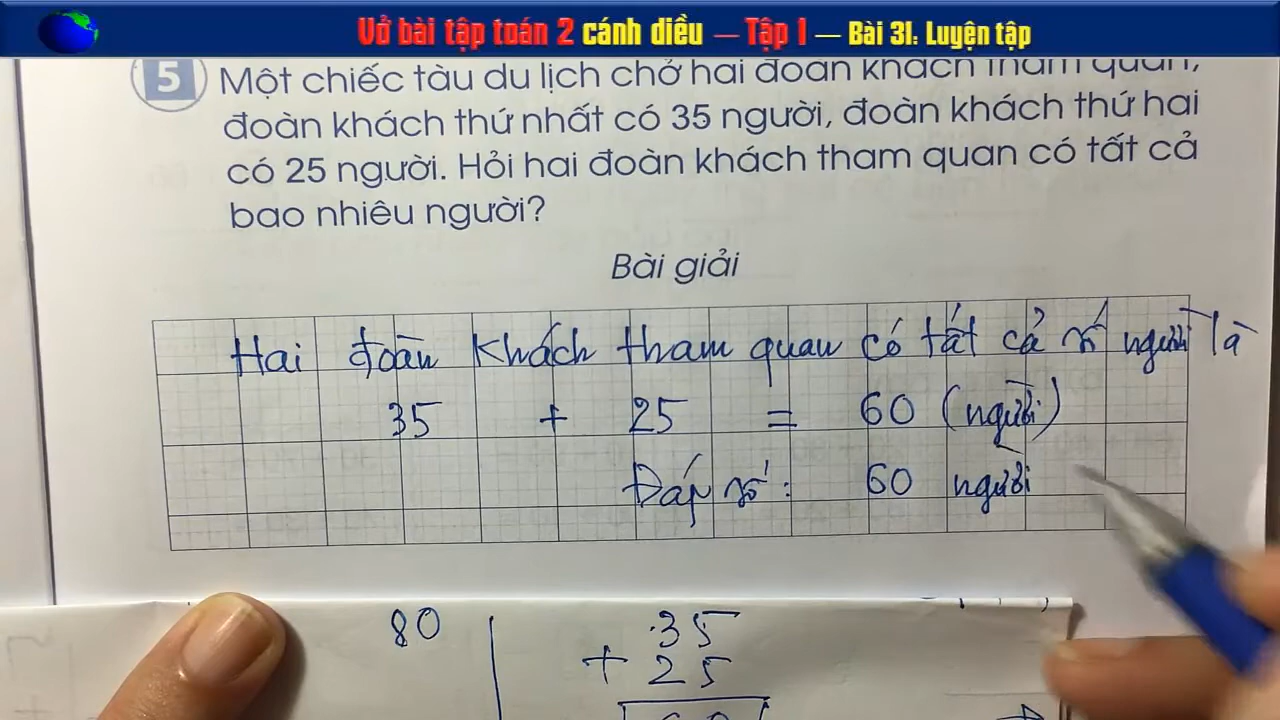 Vở bài tập toán 2 cánh diều – Tập 1 – Bài 31: Luyện tập
5 Một chiếc tàu du lịch chở hai đoàn khách tham quan,
đoàn khách thứ nhất có 35 người, đoàn khách thứ hai
có 25 người. Hỏi hai đoàn khách tham quan có tất cả
bao nhiêu người?
Bài giải
Hai đoàn khách tham quan có tất cả số người là
35 + 25 = 60 (người)
Đáp số: 60 người
80
35
+ 25
60